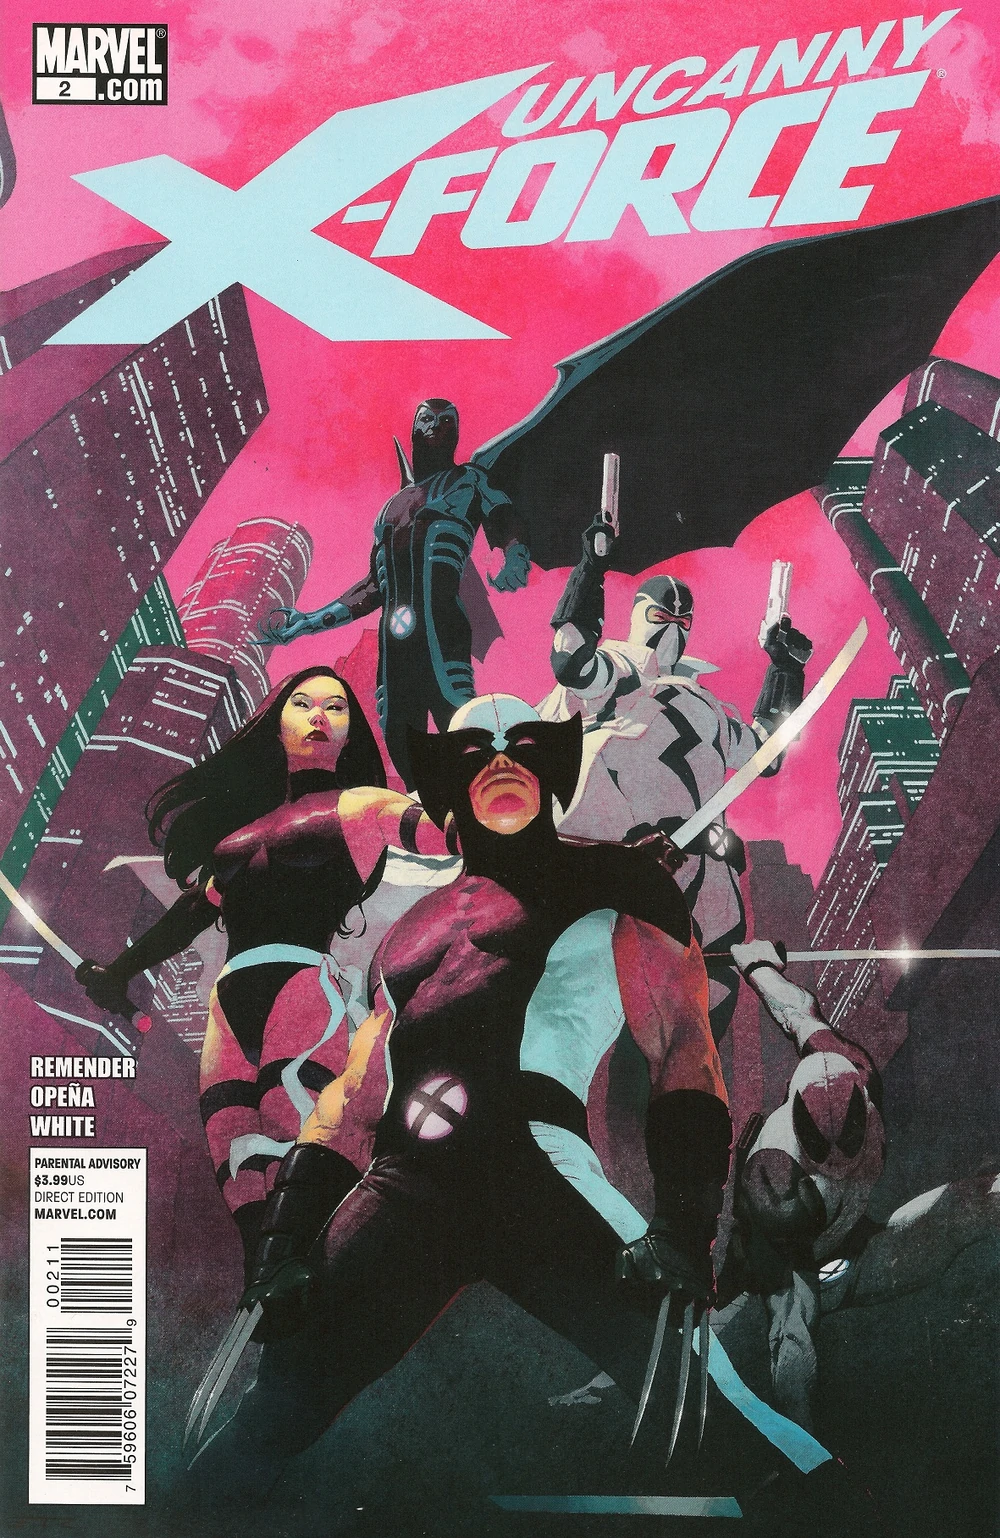 MARVEL®
2 .com
UNCANNY
X-FORCE®
REMENDER
OPEÑA
WHITE
PARENTAL ADVISORY
$3.99US
DIRECT EDITION
MARVEL.COM
00211
7 59606 07227 9